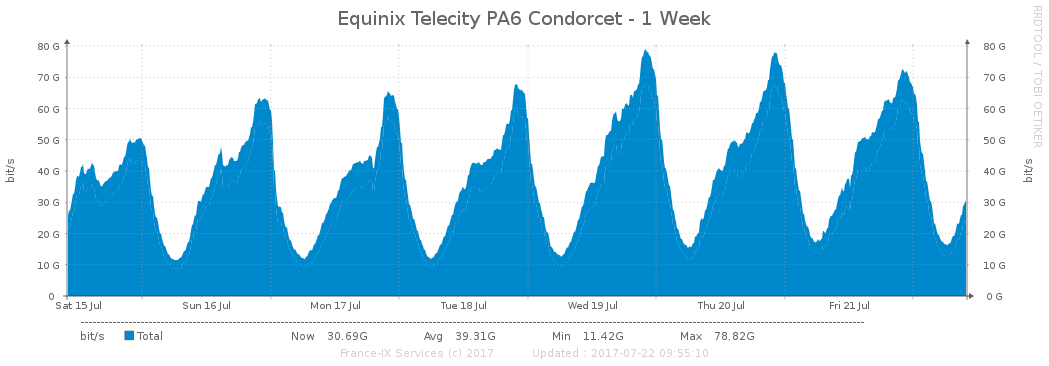 Equinix Telecity PA6 Condorcet - 1 Week
RRDTOOL / TOBI OETIKER
80 G 80 G
70 G 70 G
60 G 60 G
50 G 50 G
40 G 40 G
30 G 30 G
20 G 20 G
10 G 10 G
0 0 G
bit/s
bit/s
Sat 15 Jul Sun 16 Jul Mon 17 Jul Tue 18 Jul Wed 19 Jul Thu 20 Jul Fri 21 Jul
bit/s Total Now 30.69G Avg 39.31G Min 11.42G Max 78.82G
France-IX Services (c) 2017 Updated : 2017-07-22 09:55:10